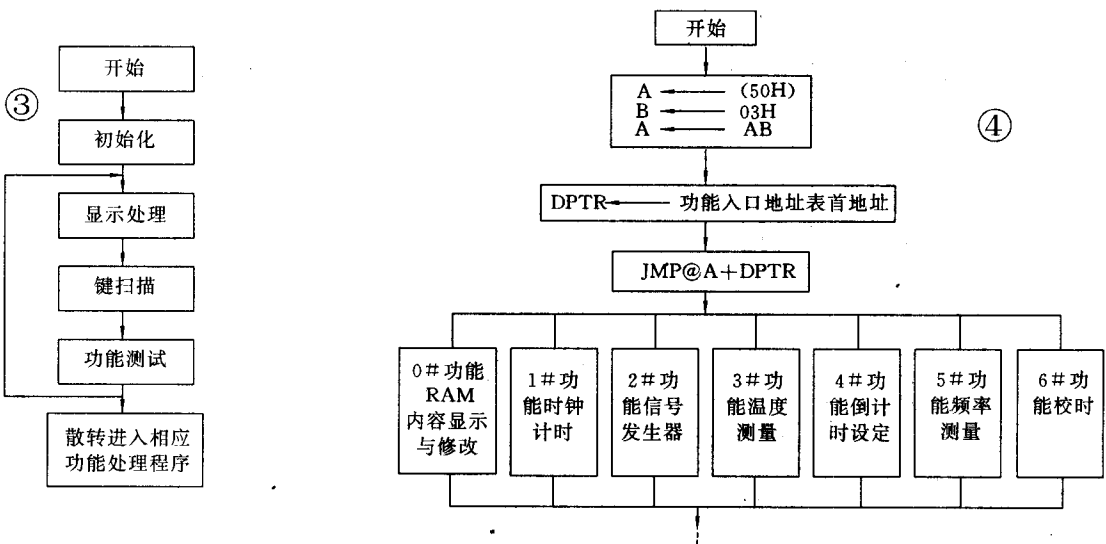 ③
开始
初始化
显示处理
键扫描
功能测试
散转进入相应
功能处理程序
④
开始
A (50H)
B 03H
A AB
DPTR 功能入口地址表首地址
JMP@A+DPTR
0#功能
RAM
内容显示
与修改
1#功
能时钟
计时
2#功
能信号
发生器
3#功
能温度
测量
4#功
能倒计
时设定
5#功
能频率
测量
6#功
能校时